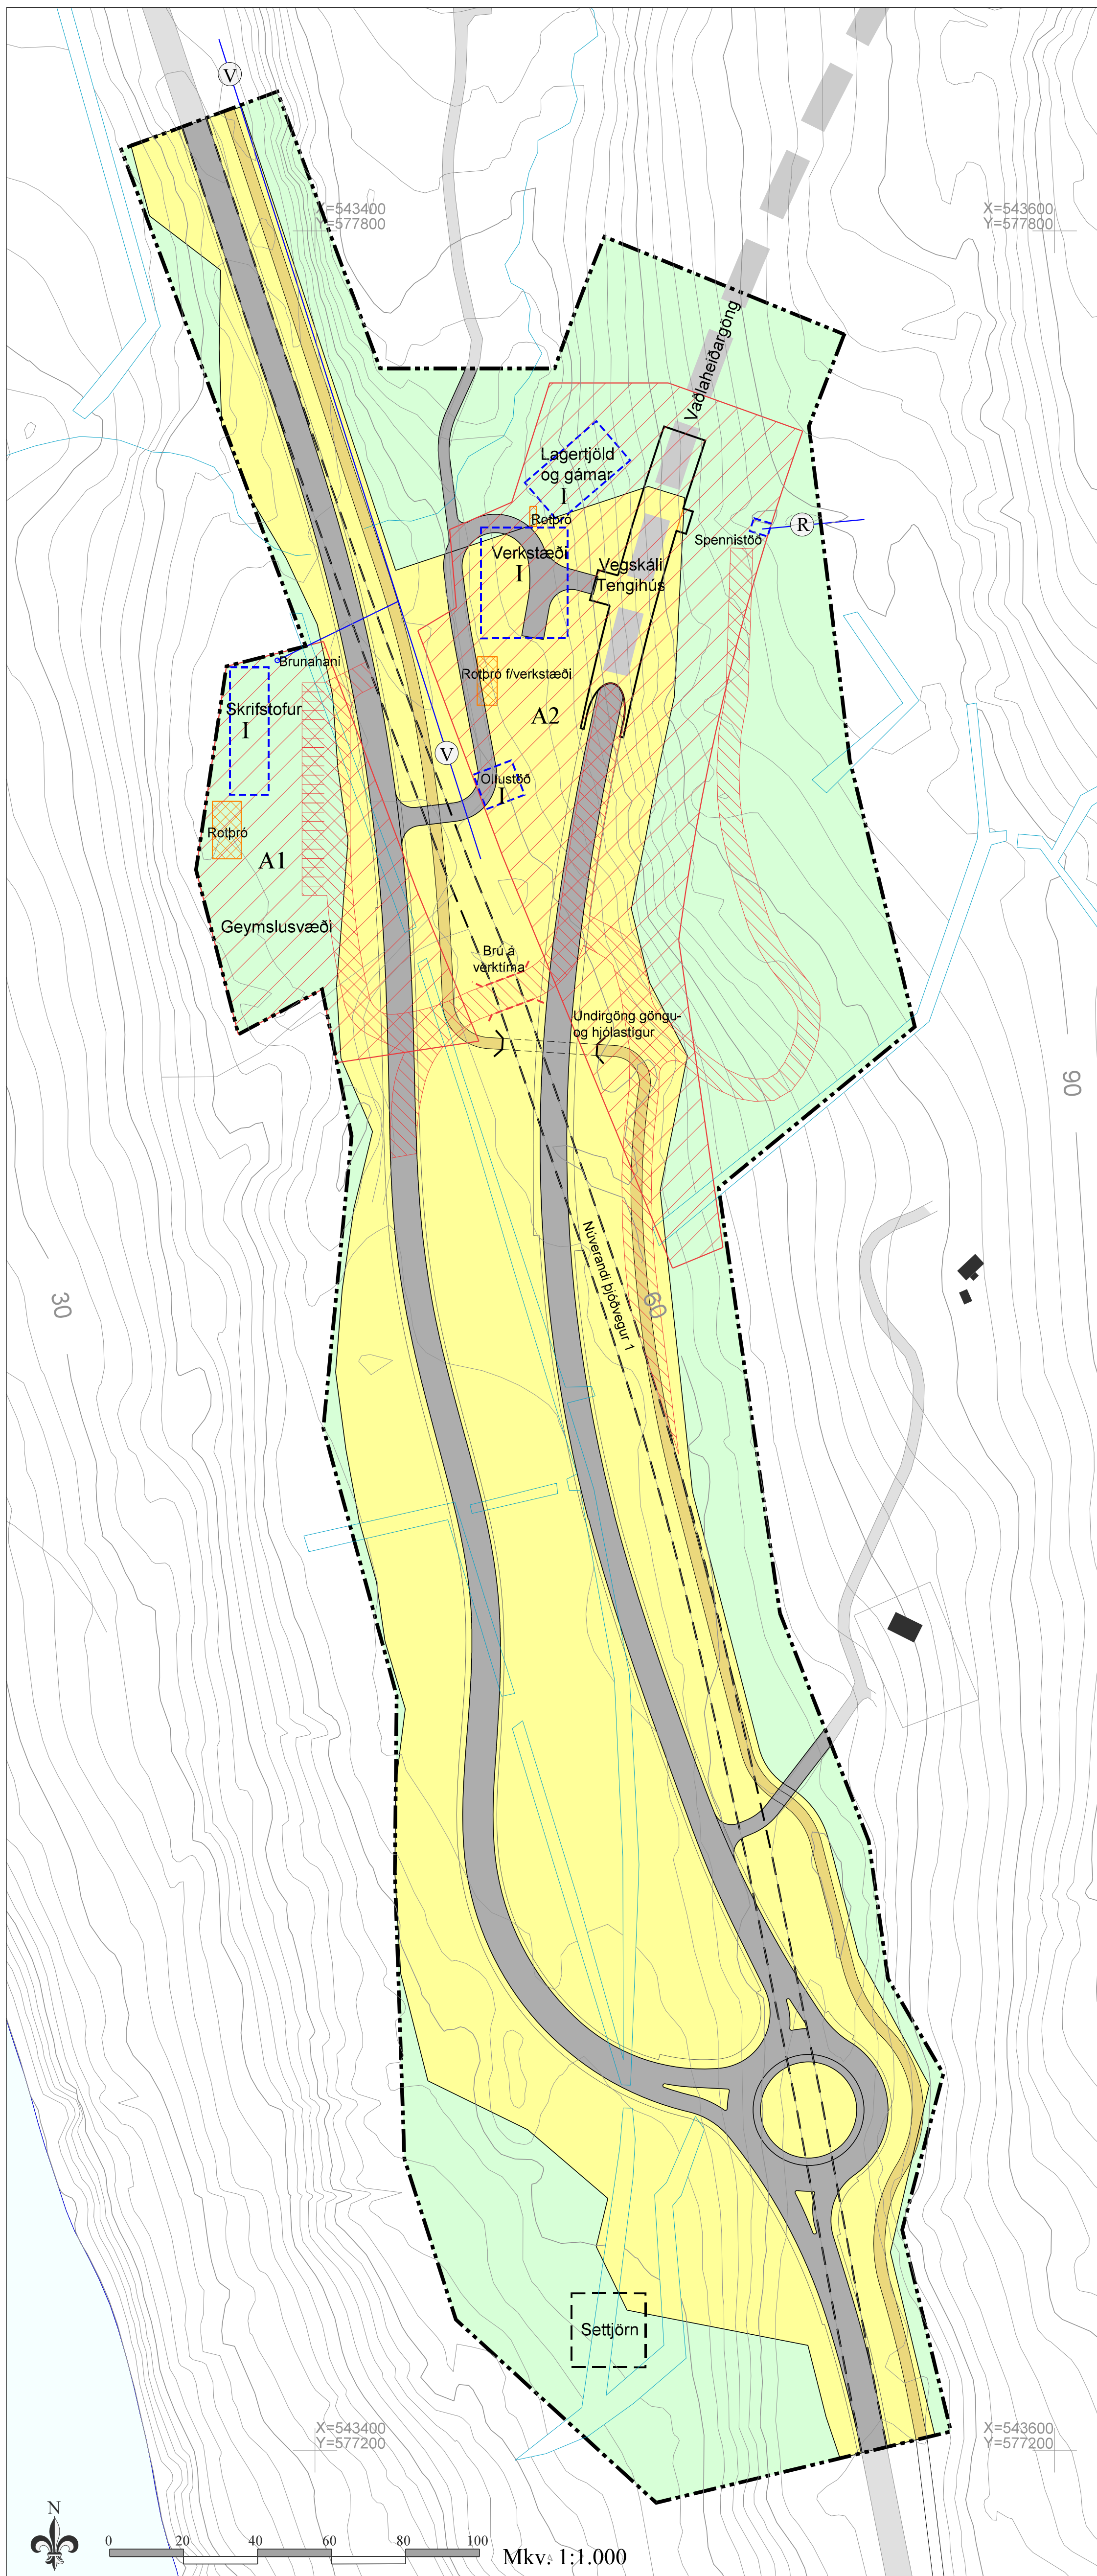 V
X=543400
Y=577800
X=543600
Y=577800
Vaðlaheiðargöng
Lagertjöld
og gámar
I
Rotþró
Verkstæði
I
Spennistöð
R
Vegskáli
Tengihús
Brunahani
Rotþró f/verkstæði
Skrifstofur
I
A2
V
Olíustöð
I
Rotþró
A1
Geymslusvæði
Brú á
verktíma
Undirgöng göngu-
og hjólastígur
90
Núverandi þjóðvegur 1
60
30
Settjörn
X=543400
Y=577200
X=543600
Y=577200
N
0 20 40 60 80 100
Mkv. 1:1.000